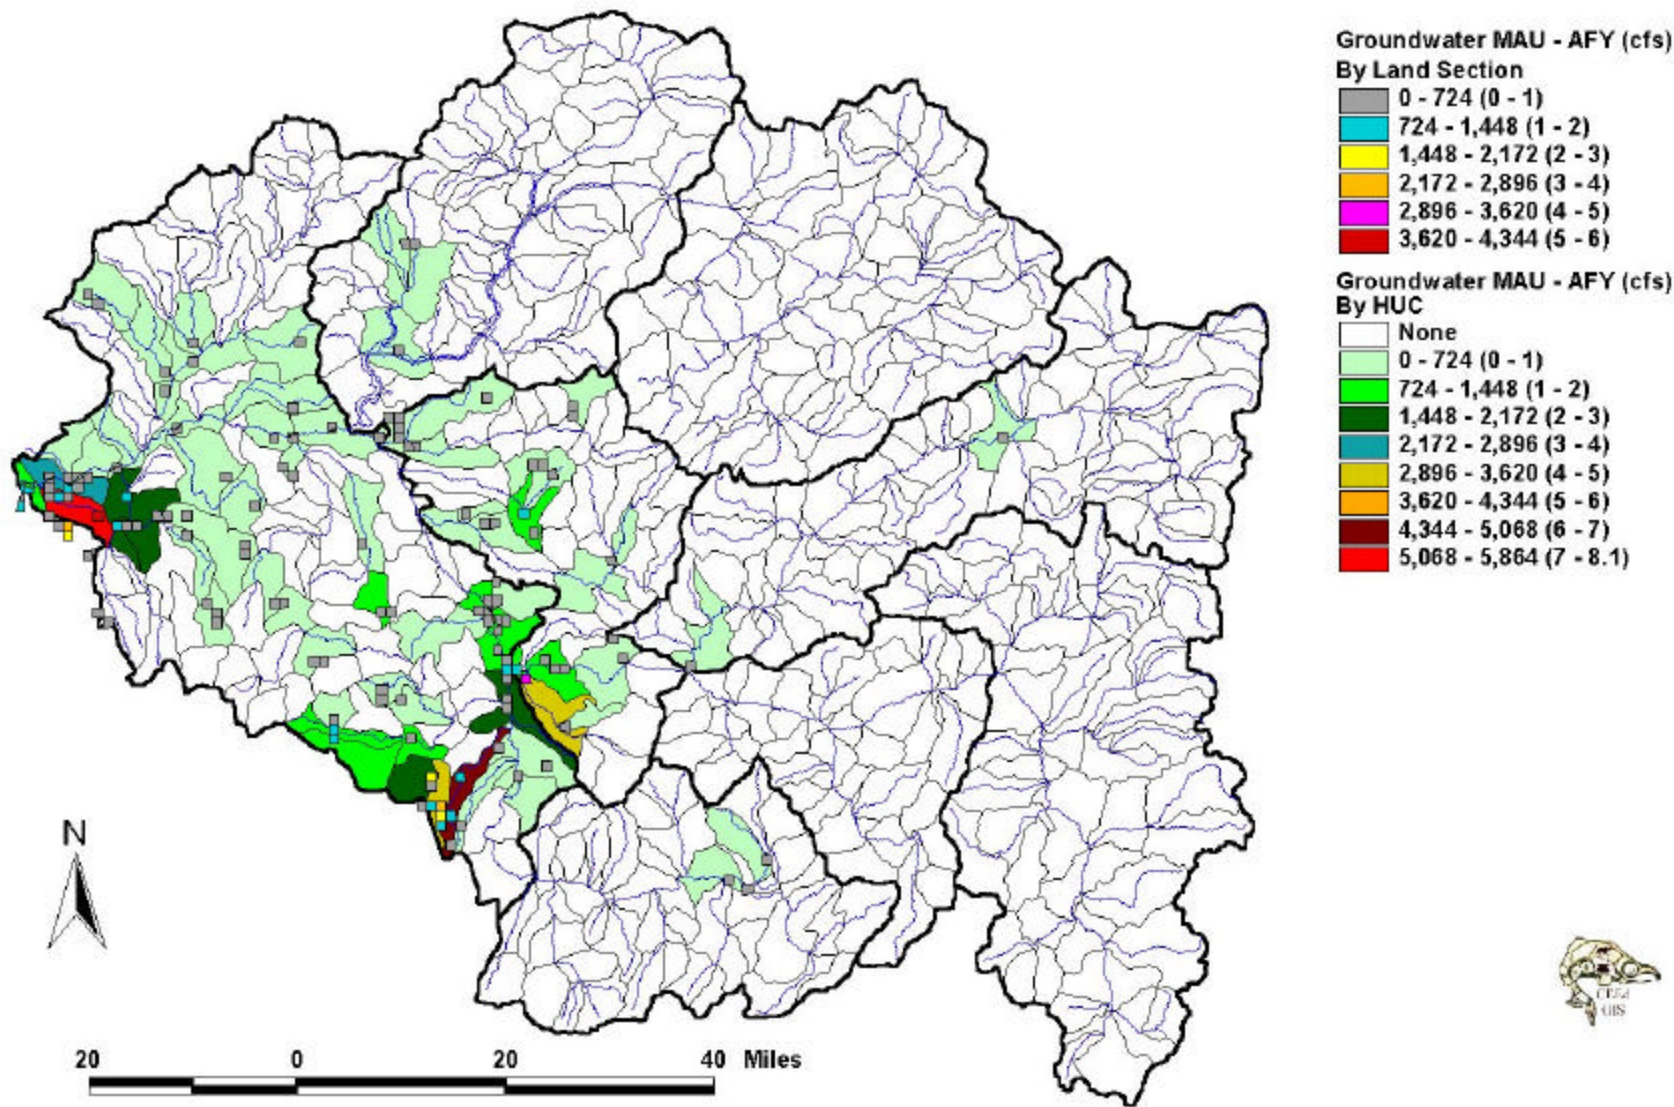 Groundwater MAU - AFY (cfs)
By Land Section
0 - 724 (0 - 1)
724 - 1,448 (1 - 2)
1,448 - 2,172 (2 - 3)
2,172 - 2,896 (3 - 4)
2,896 - 3,620 (4 - 5)
3,620 - 4,344 (5 - 6)
Groundwater MAU - AFY (cfs)
By HUC
None
0 - 724 (0 - 1)
724 - 1,448 (1 - 2)
1,448 - 2,172 (2 - 3)
2,172 - 2,896 (3 - 4)
2,896 - 3,620 (4 - 5)
3,620 - 4,344 (5 - 6)
4,344 - 5,068 (6 - 7)
5,068 - 5,864 (7 - 8.1)
N
GIS
20 0 20 40 Miles